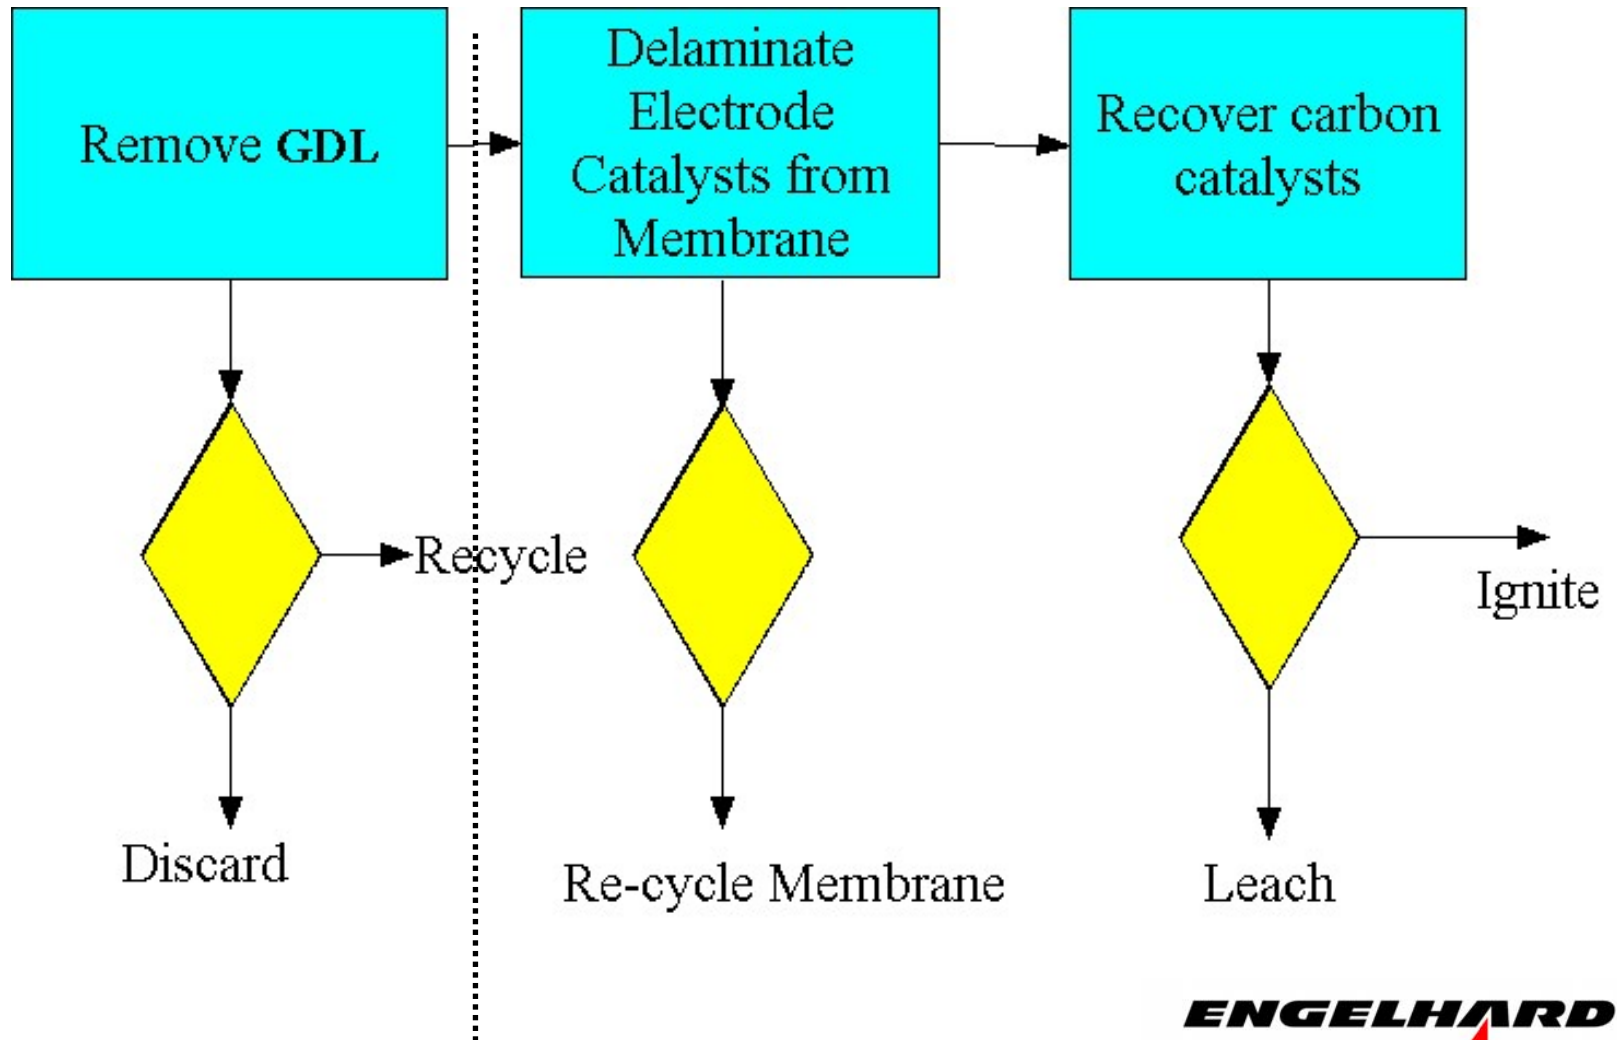 Remove GDL
Delaminate
Electrode
Catalysts from
Membrane
Recover carbon
catalysts
Recycle
Ignite
Discard
Re-cycle Membrane
Leach
ENGELHARD